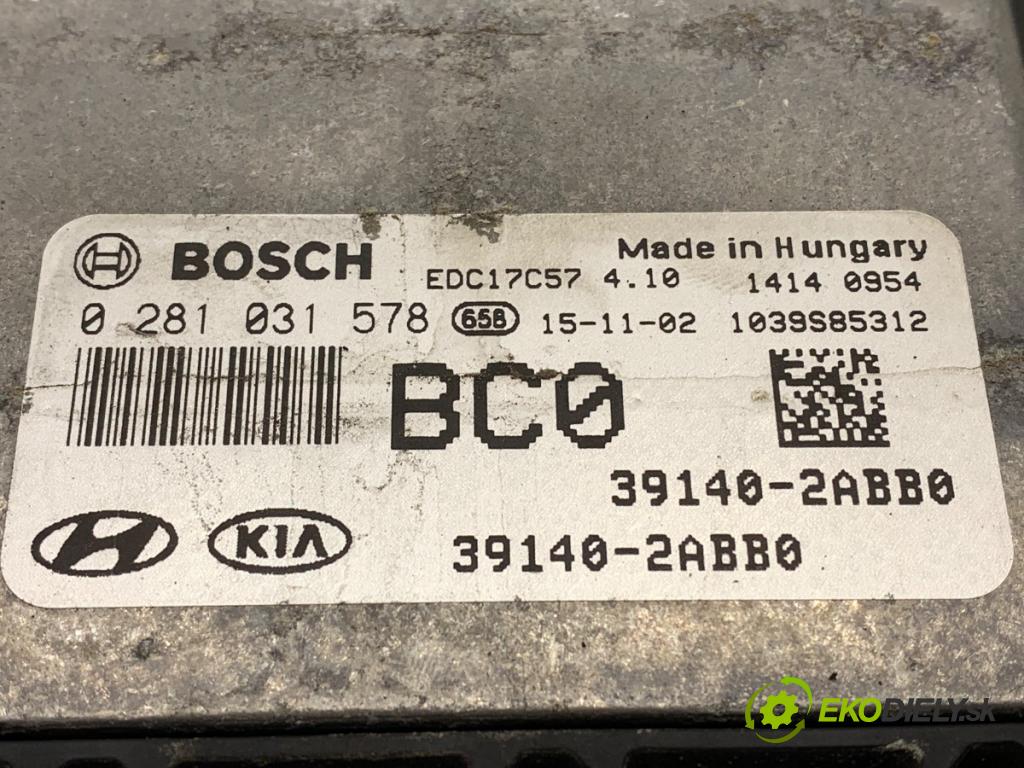 BOSCH
Made in Hungary
EDC17C57 4.10
1414 0954
0 281 031 578 658 15-11-02 1039S85312
BC0
39140-2ABB0
KIA
39140-2ABB0
EKODIELY.sk